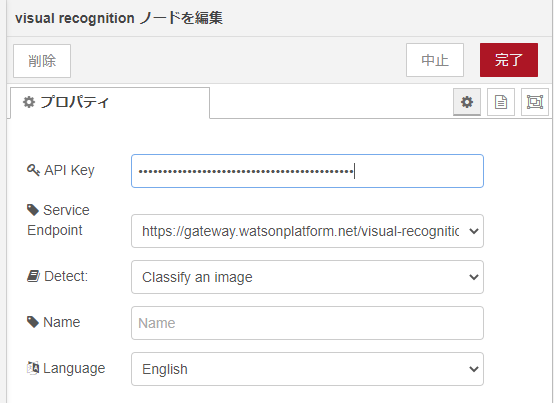 visual recognition ノードを編集
削除
中止
完了
プロパティ
API Key
••••••••••••••••••••••••••••••••••••••••••••
Service
Endpoint
https://gateway.watsonplatform.net/visual-recognitic
Detect:
Classify an image
Name
Name
Language
English